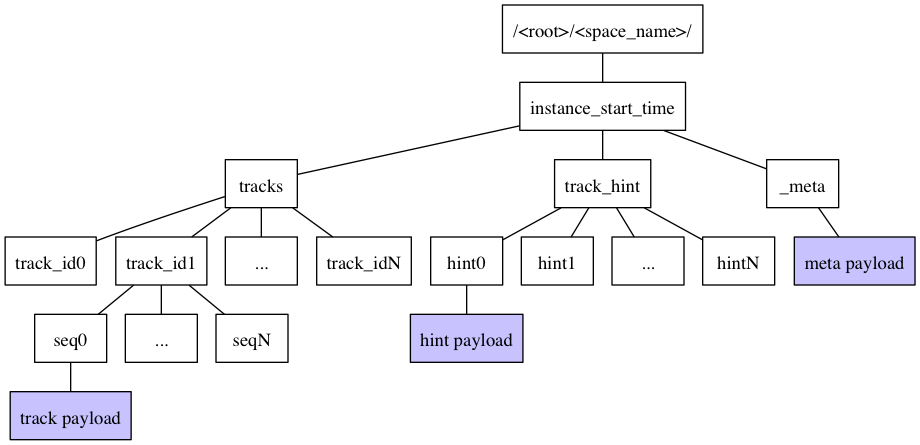 /<root>/<space_name>/
instance_start_time
tracks
track_hint
_meta
track_id0
track_id1
...
track_idN
hint0
hint1
...
hintN
meta payload
seq0
...
seqN
hint payload
track payload